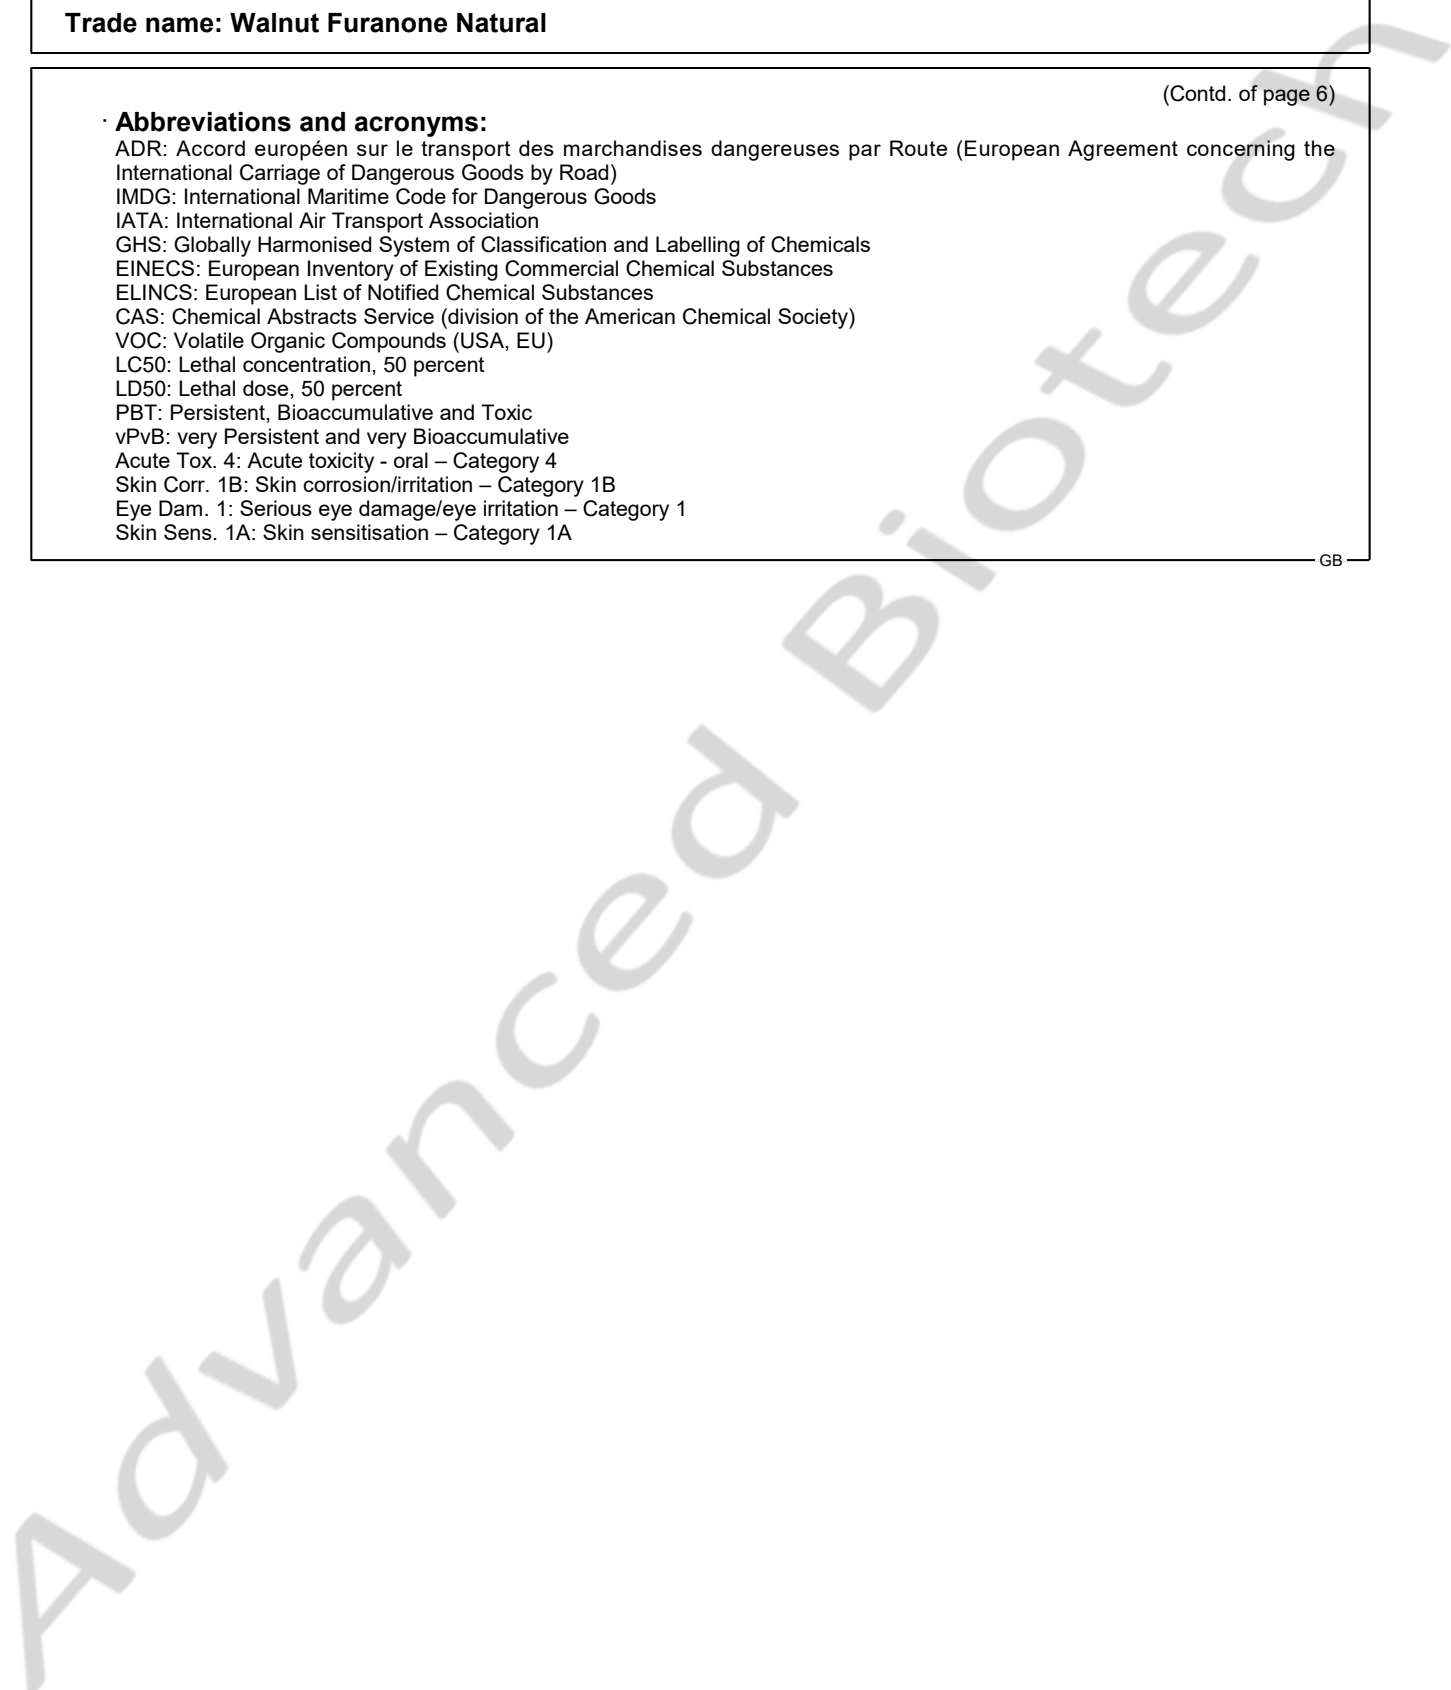 Trade name: Walnut Furanone Natural
(Contd. of page 6)
· Abbreviations and acronyms:
ADR: Accord européen sur le transport des marchandises dangereuses par Route (European Agreement concerning the
International Carriage of Dangerous Goods by Road)
IMDG: International Maritime Code for Dangerous Goods
IATA: International Air Transport Association
GHS: Globally Harmonised System of Classification and Labelling of Chemicals
EINECS: European Inventory of Existing Commercial Chemical Substances
ELINCS: European List of Notified Chemical Substances
CAS: Chemical Abstracts Service (division of the American Chemical Society)
VOC: Volatile Organic Compounds (USA, EU)
LC50: Lethal concentration, 50 percent
LD50: Lethal dose, 50 percent
PBT: Persistent, Bioaccumulative and Toxic
vPvB: very Persistent and very Bioaccumulative
Acute Tox. 4: Acute toxicity - oral – Category 4
Skin Corr. 1B: Skin corrosion/irritation – Category 1B
Eye Dam. 1: Serious eye damage/eye irritation – Category 1
Skin Sens. 1A: Skin sensitisation – Category 1A
GB
Advanced Biotech